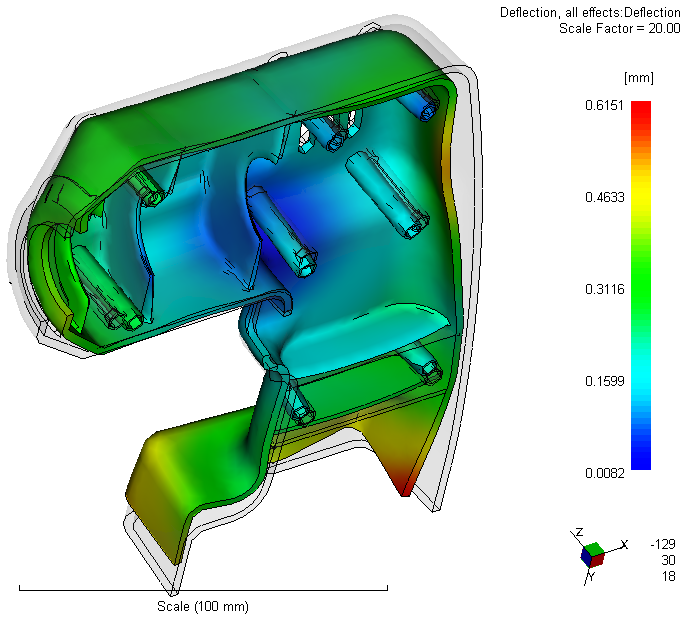 Deflection, all effects:Deflection
Scale Factor = 20.00
[mm]
0.6151
0.4633
0.3116
0.1599
0.0082
Z
X
Y
-129
30
18
Scale (100 mm)